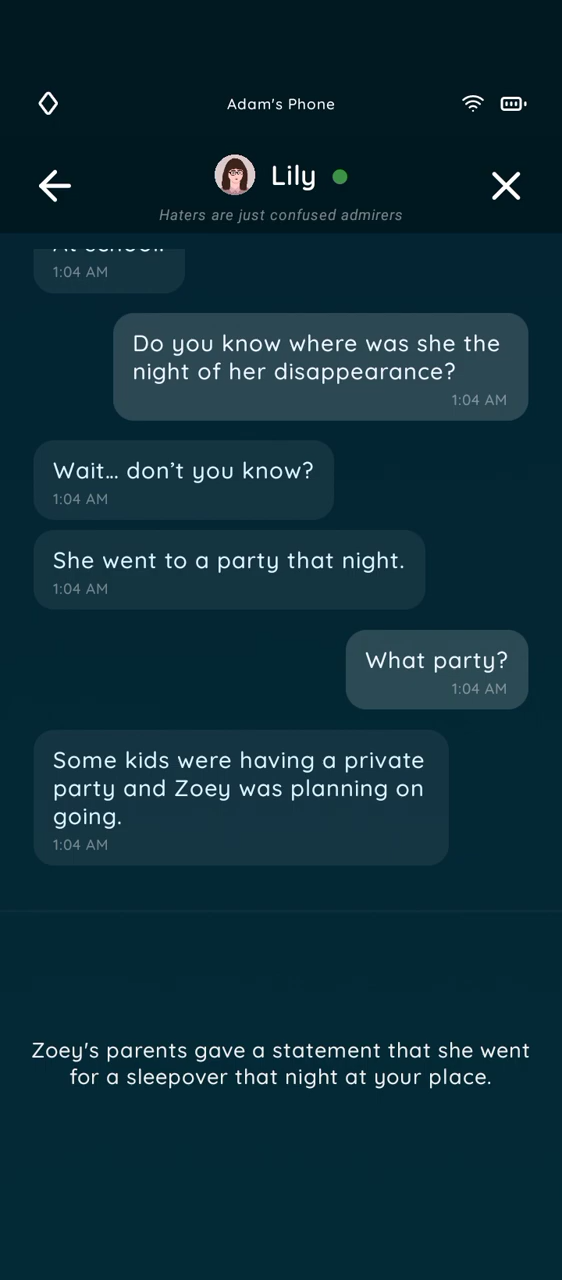 Adam's Phone
Lily
Haters are just confused admirers
At school.
1:04 AM
Do you know where was she the
night of her disappearance?
1:04 AM
Wait... don't you know?
1:04 AM
She went to a party that night.
1:04 AM
What party?
1:04 AM
Some kids were having a private
party and Zoey was planning on
going.
1:04 AM
Zoey's parents gave a statement that she went
for a sleepover that night at your place.